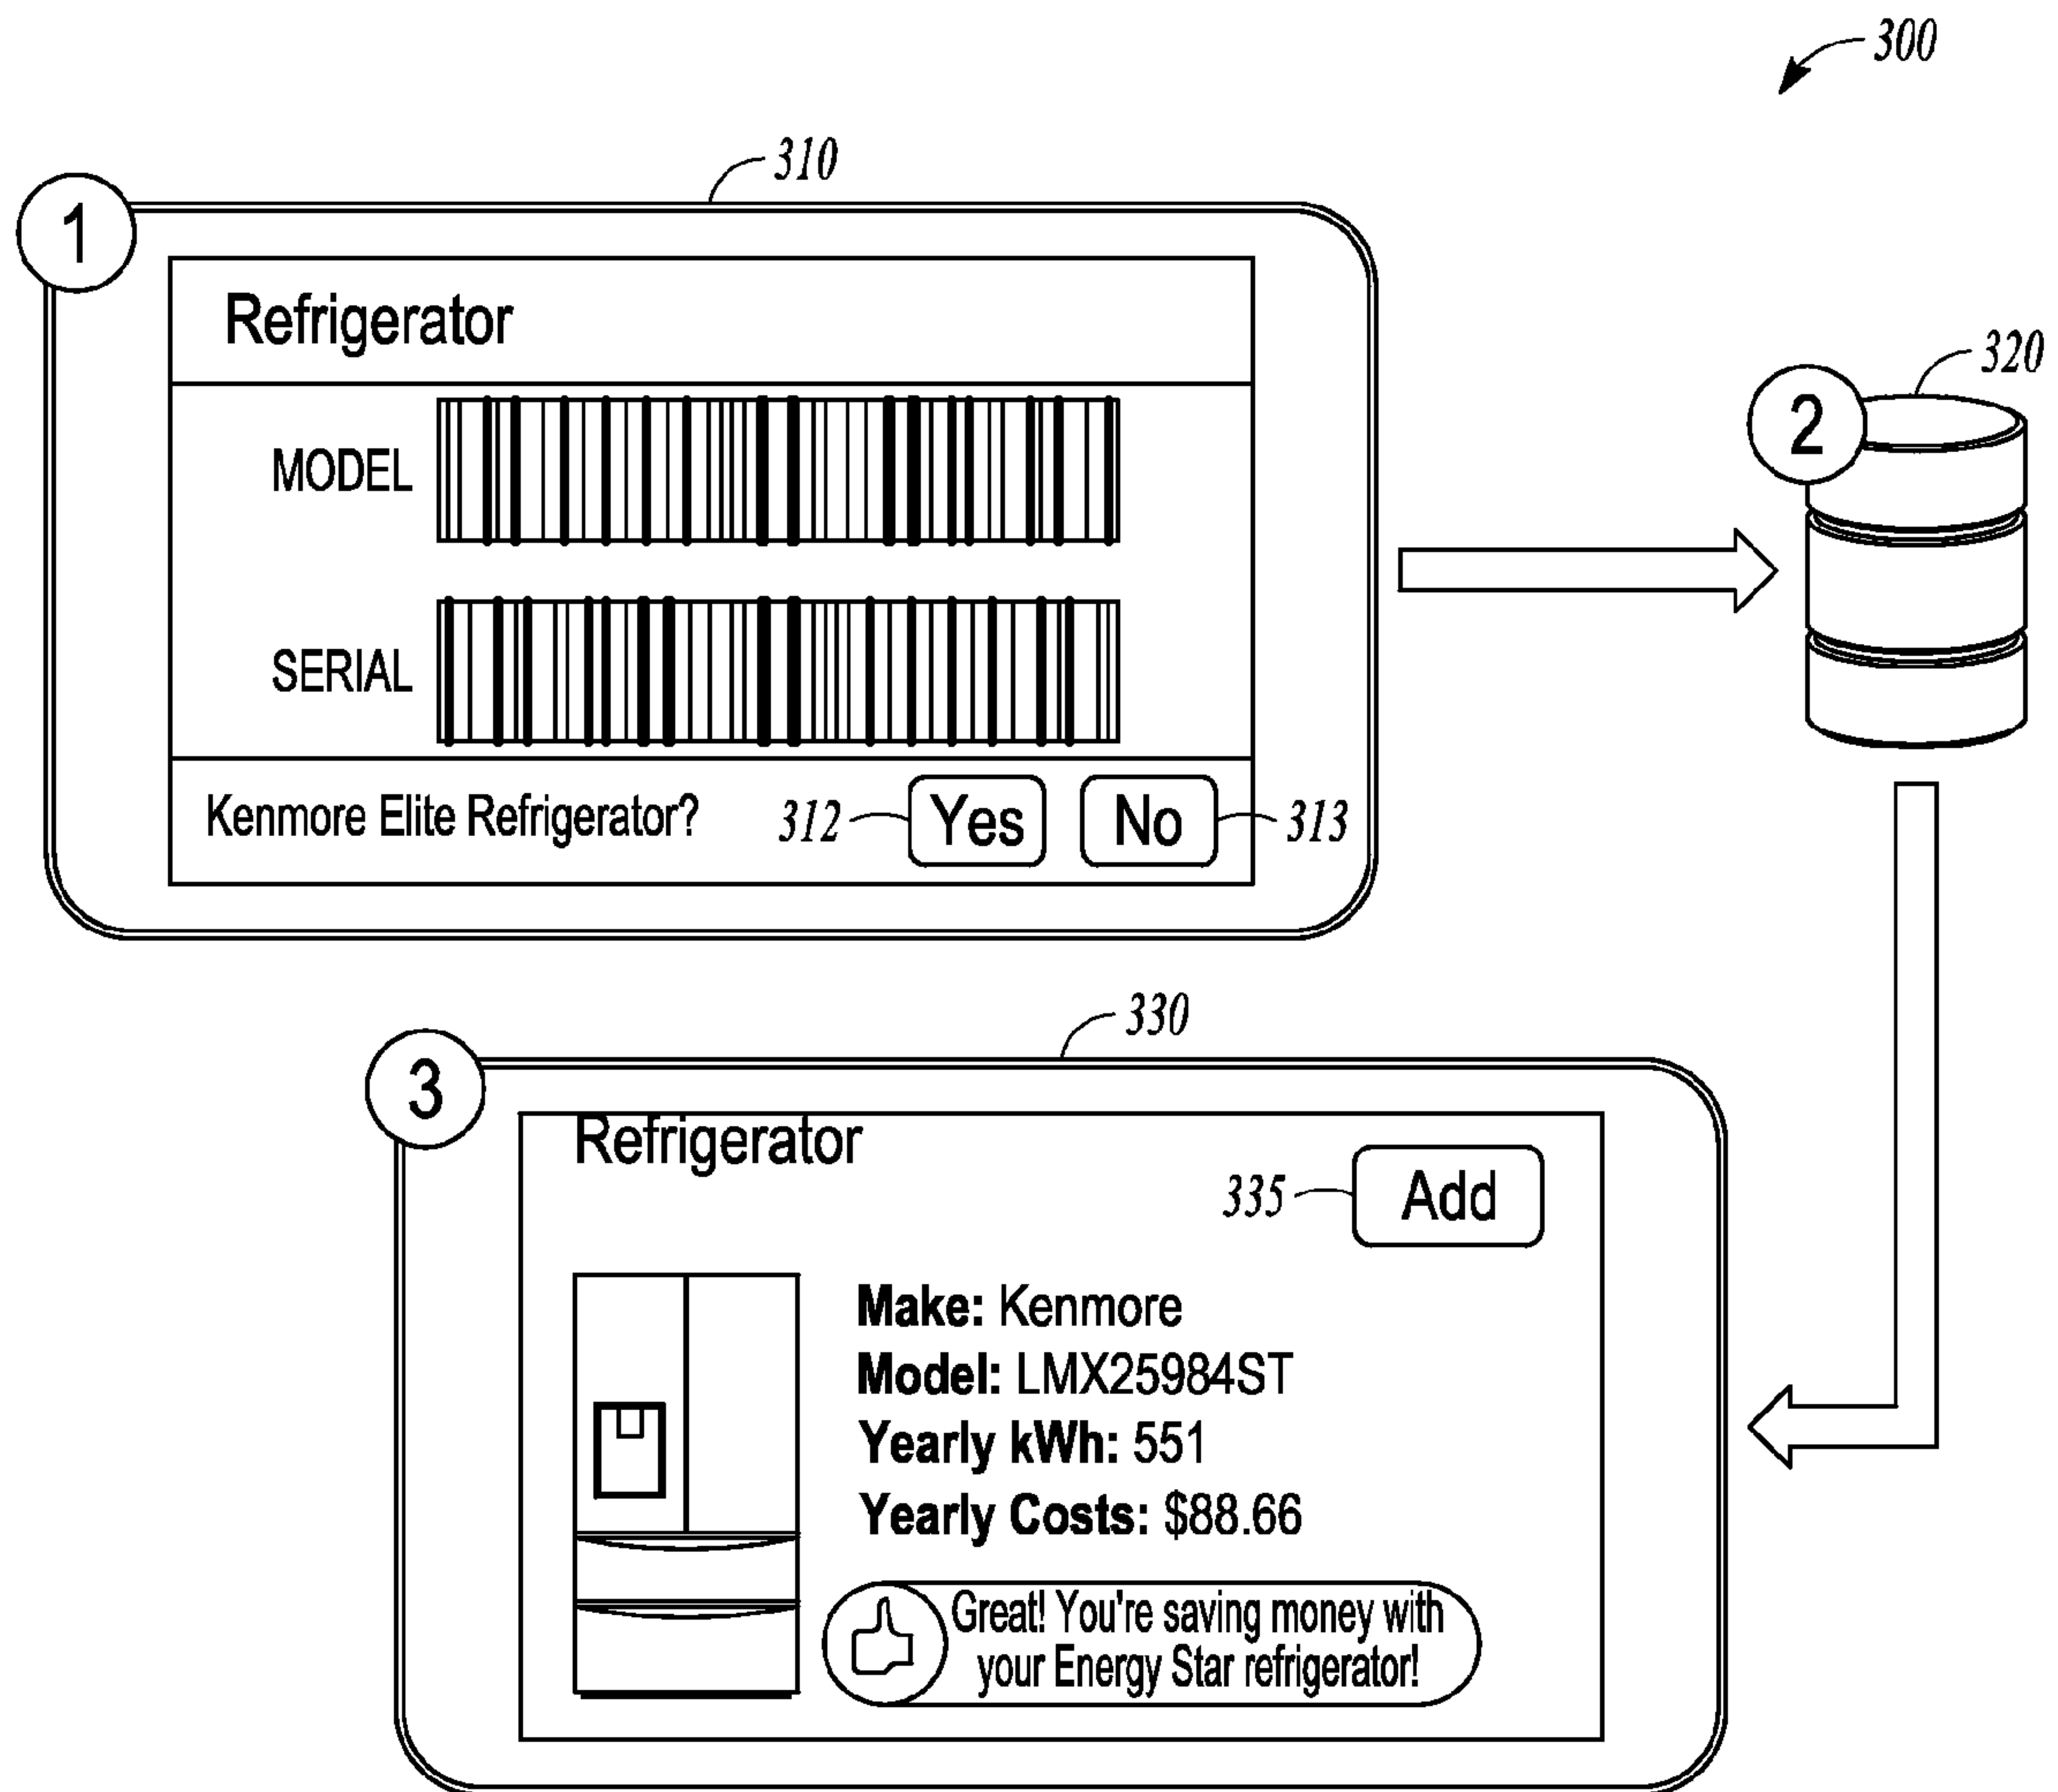 300
310
1
Refrigerator
MODEL
SERIAL
Kenmore Elite Refrigerator?
312
Yes
No
313
320
2
330
3
Refrigerator
335
Add
Make: Kenmore
Model: LMX25984ST
Yearly kWh: 551
Yearly Costs: $88.66
Great! You're saving money with
your Energy Star refrigerator!